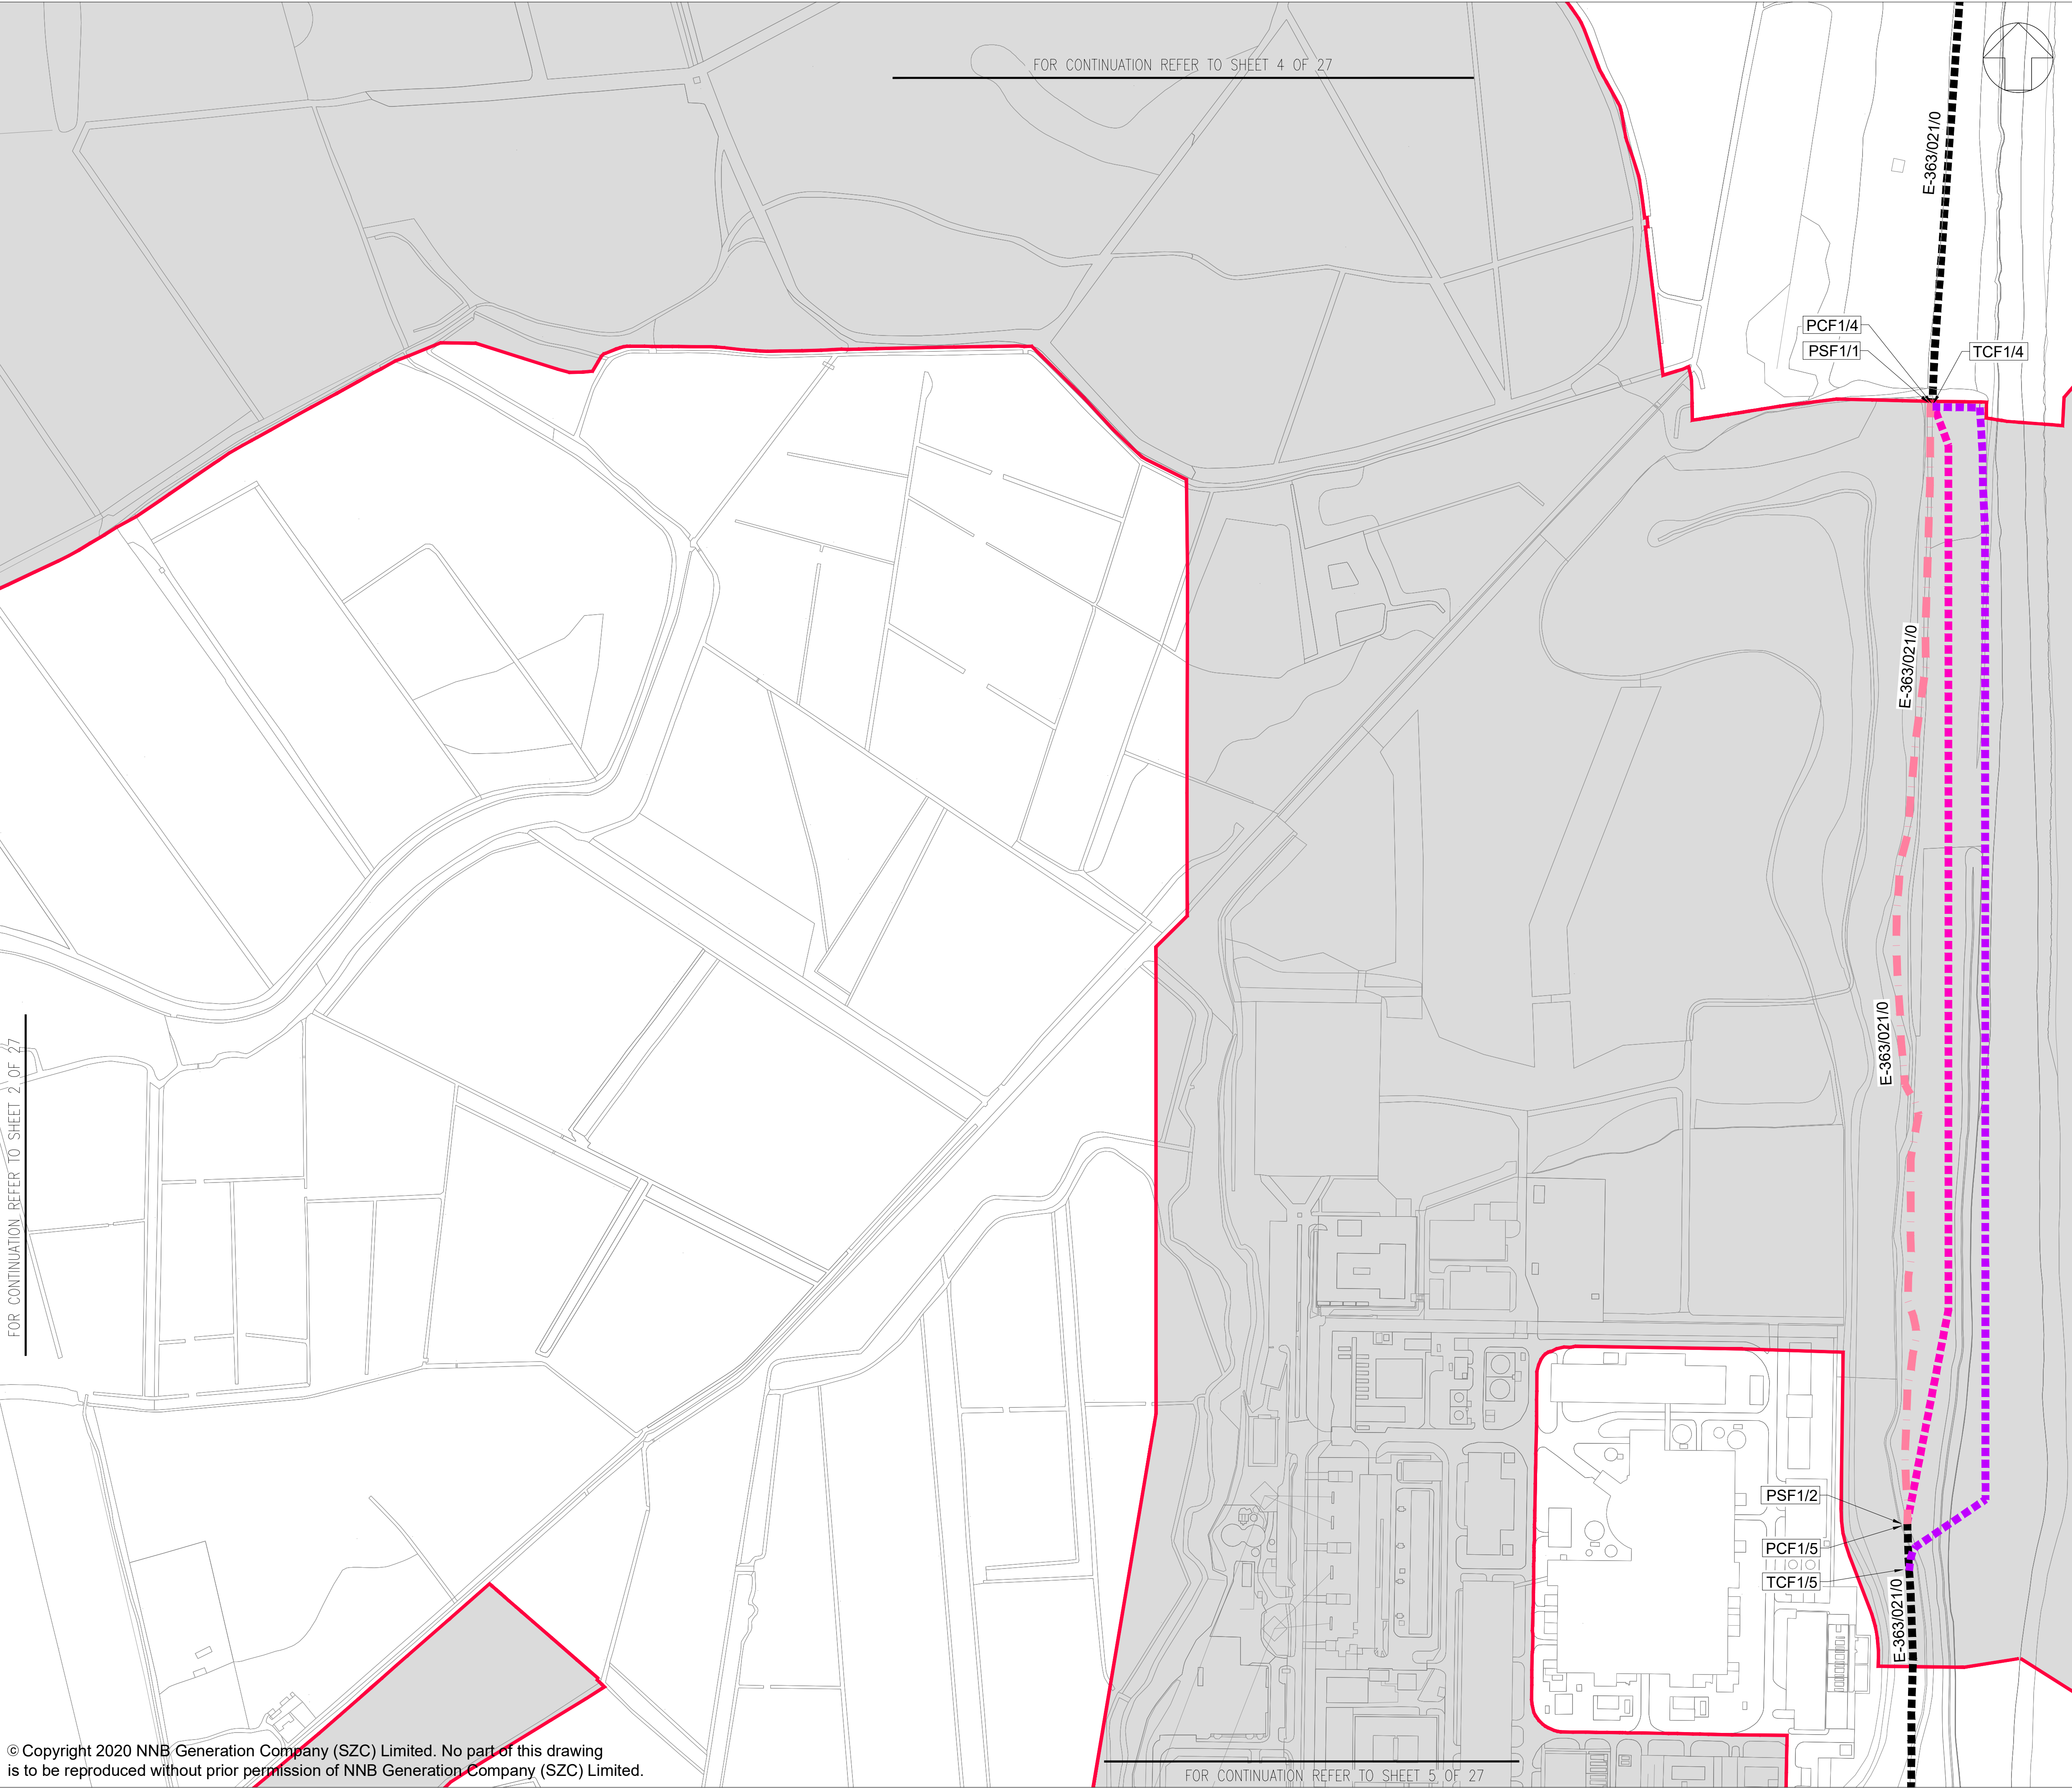 FOR CONTINUATION REFER TO SHEET 4 OF 27
E-363/021/0
PCF1/4
PSF1/1
TCF1/4
E-363/021/0
E-363/021/0
FOR CONTINUATION REFER TO SHEET 2 OF 27
PSF1/2
PCF1/5
TCF1/5
E-363/021/0
© Copyright 2020 NNB Generation Company (SZC) Limited. No part of this drawing
is to be reproduced without prior permission of NNB Generation Company (SZC) Limited.
FOR CONTINUATION REFER TO SHEET 5 OF 27